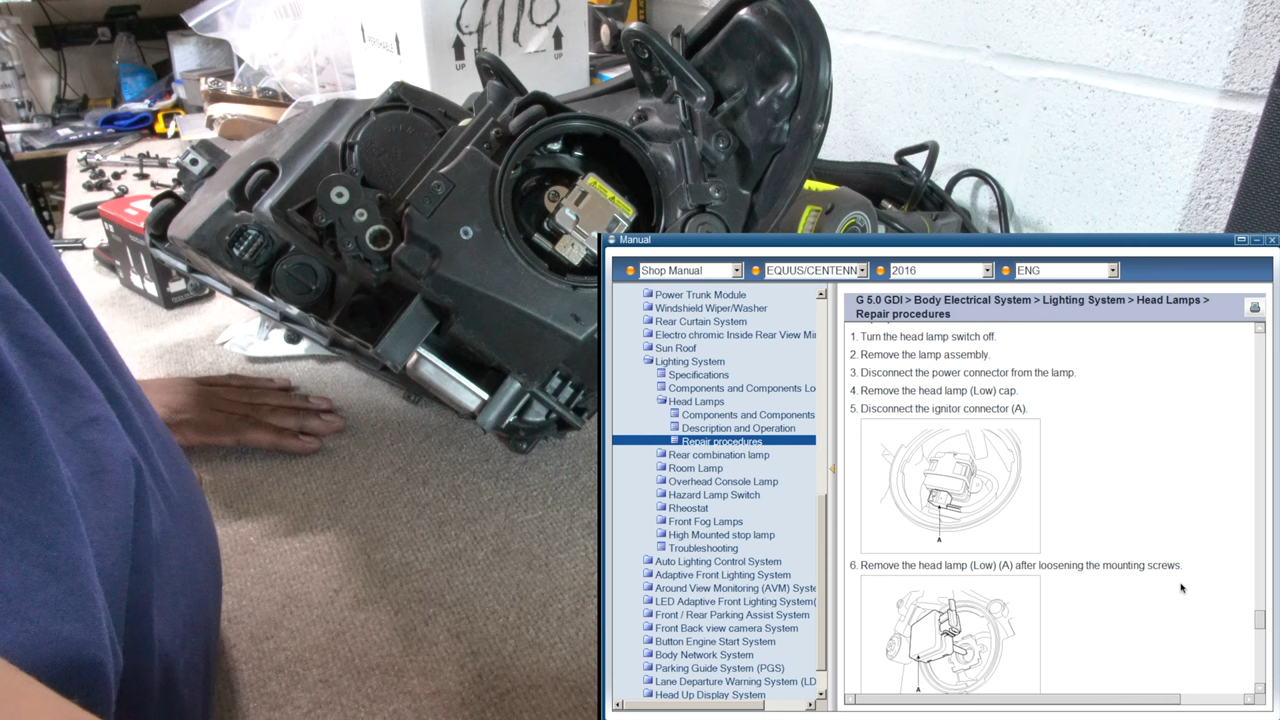 916
PERISHABLE
UP
UP
OPEN
Manual
Shop Manual
EQUUS/CENTENN
2016
ENG
Power Trunk Module
Windshield Wiper/Washer
Rear Curtain System
Electro chromic Inside Rear View Mi
Sun Roof
Lighting System
Specifications
Components and Components Lo
Head Lamps
Components and Components
Description and Operation
Repair procedures
Rear combination lamp
Room Lamp
Overhead Console Lamp
Hazard Lamp Switch
Rheostat
Front Fog Lamps
High Mounted stop lamp
Troubleshooting
Auto Lighting Control System
Adaptive Front Lighting System
Around View Monitoring (AVM) Syste
LED Adaptive Front Lighting System(
Front / Rear Parking Assist System
Front Back view camera System
Button Engine Start System
Body Network System
Parking Guide System (PGS)
Lane Departure Warning System (LD
Head Up Display System
G 5.0 GDI > Body Electrical System > Lighting System > Head Lamps >
Repair procedures
1. Turn the head lamp switch off.
2. Remove the lamp assembly.
3. Disconnect the power connector from the lamp.
4. Remove the head lamp (Low) cap.
5. Disconnect the ignitor connector (A).
A
6. Remove the head lamp (Low) (A) after loosening the mounting screws.
A